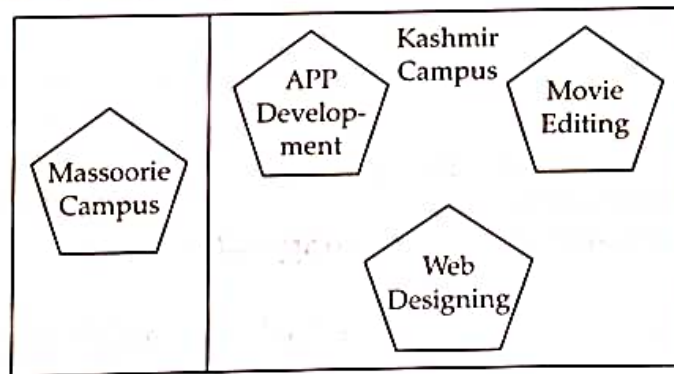 Kashmir
Campus
APP
Develop-
ment
Movie
Editing
Massoorie
Campus
Web
Designing